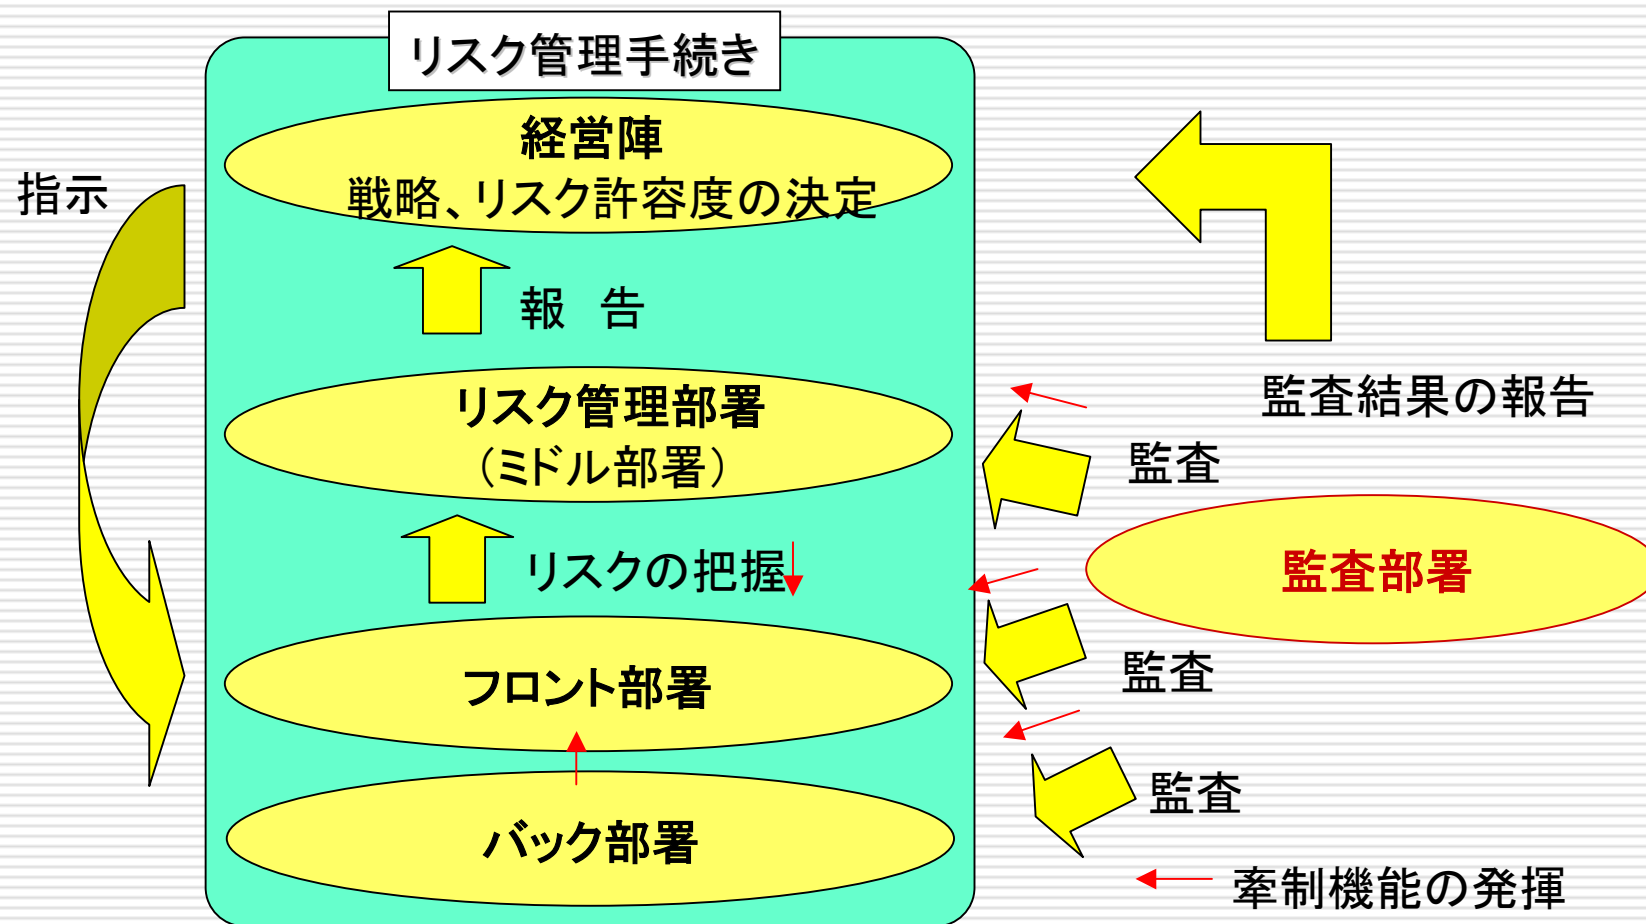 リスク管理手続き
経営陣
戦略、リスク許容度の決定
指示
報　告
リスク管理部署
（ミドル部署）
監査結果の報告
監査
リスクの把握
監査部署
フロント部署
監査
バック部署
監査
牽制機能の発揮